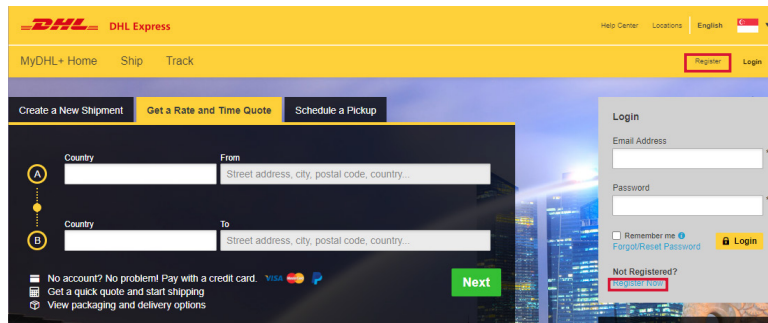 DHL DHL Express
Help Center Locations English
MyDHL+ Home Ship Track
Register Login
Create a New Shipment Get a Rate and Time Quote Schedule a Pickup
Country From
A Street address, city, postal code, country...
Country To
B Street address, city, postal code, country...
No account? No problem! Pay with a credit card. VISA
Get a quick quote and start shipping
View packaging and delivery options
Next
Login
Email Address
*
Password
*
Remember me
Forgot/Reset Password
Login
Not Registered?
Register Now